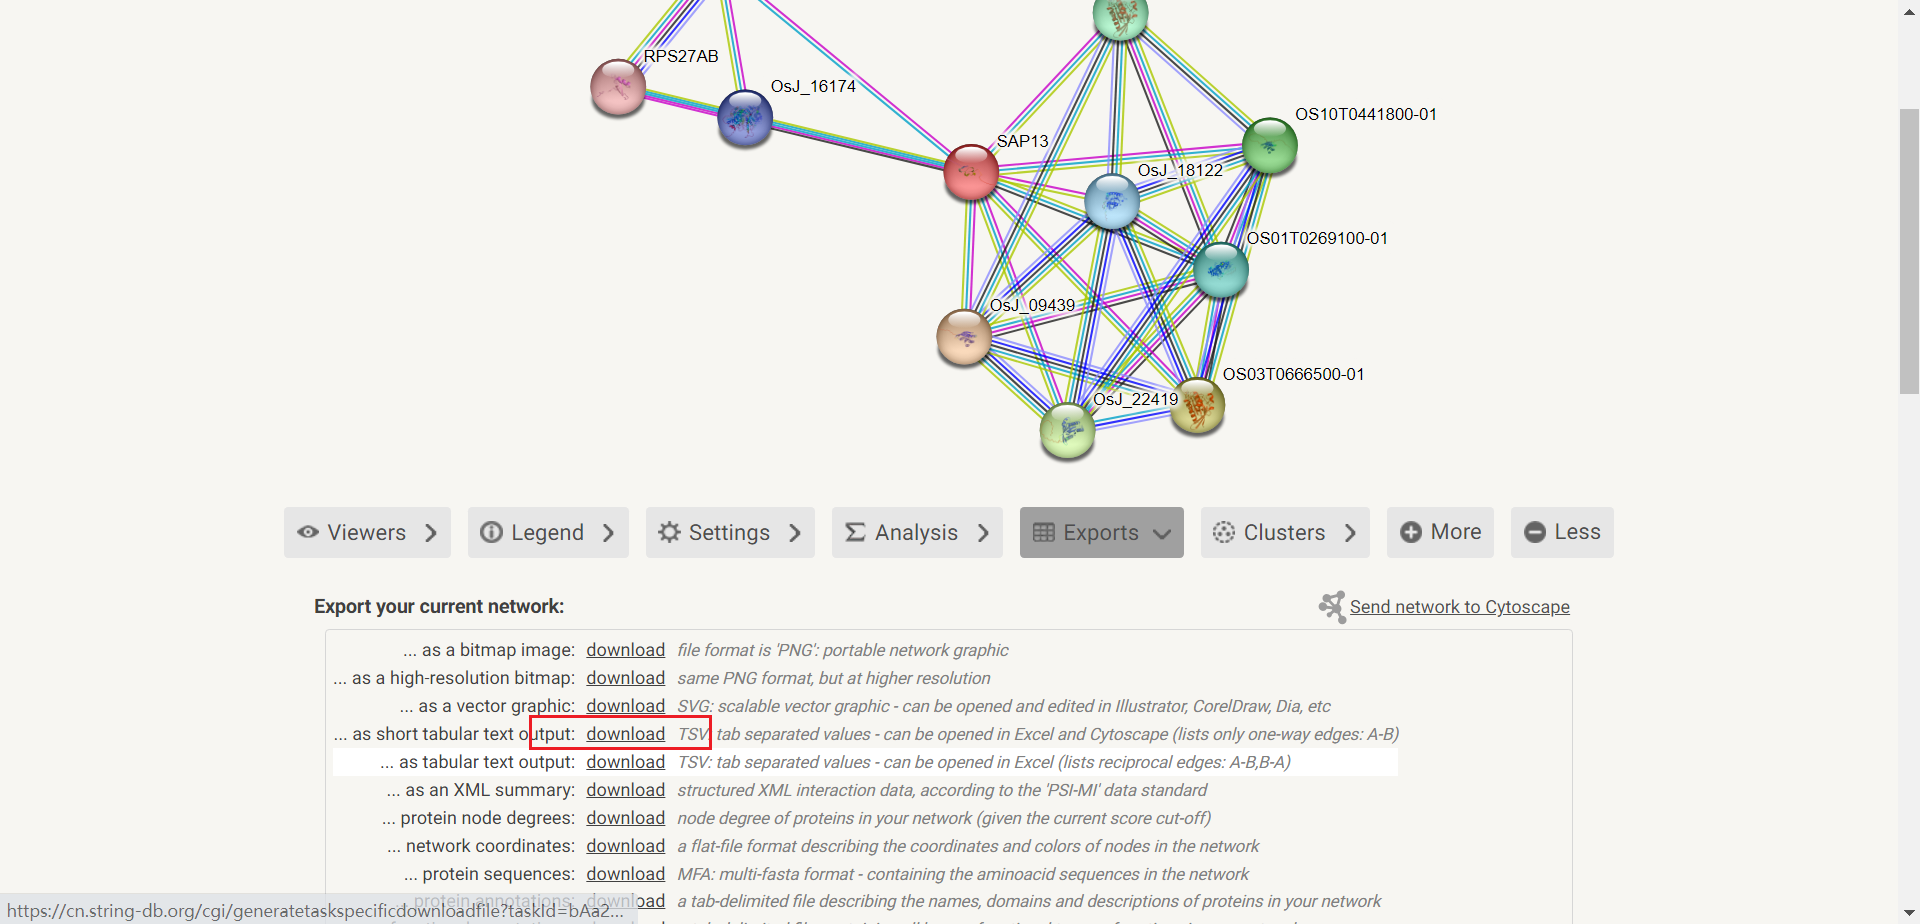 RPS27AB
OsJ_16174
OS10T0441800-01
SAP13
OsJ_18122
OS01T0269100-01
OsJ_09439
OS03T0666500-01
OsJ_22419
Viewers
Legend
Settings
Analysis
Exports
Clusters
More
Less
Export your current network:
Send network to Cytoscape
... as a bitmap image: download file format is 'PNG': portable network graphic
... as a high-resolution bitmap: download same PNG format, but at higher resolution
... as a vector graphic: download SVG: scalable vector graphic - can be opened and edited in Illustrator, CorelDraw, Dia, etc
... as short tabular text output: download TSV: tab separated values - can be opened in Excel and Cytoscape (lists only one-way edges: A-B)
... as tabular text output: download TSV: tab separated values - can be opened in Excel (lists reciprocal edges: A-B,B-A)
... as an XML summary: download structured XML interaction data, according to the 'PSI-MI' data standard
... protein node degrees: download node degree of proteins in your network (given the current score cut-off)
... network coordinates: download a flat-file format describing the coordinates and colors of nodes in the network
... protein sequences: download MFA: multi-fasta format - containing the aminoacid sequences in the network
... protein annotations: download a tab-delimited file describing the names, domains and descriptions of proteins in your network
https://cn.string-db.org/cgi/generatetaskspecificdownloadfile?taskId=bAa2...